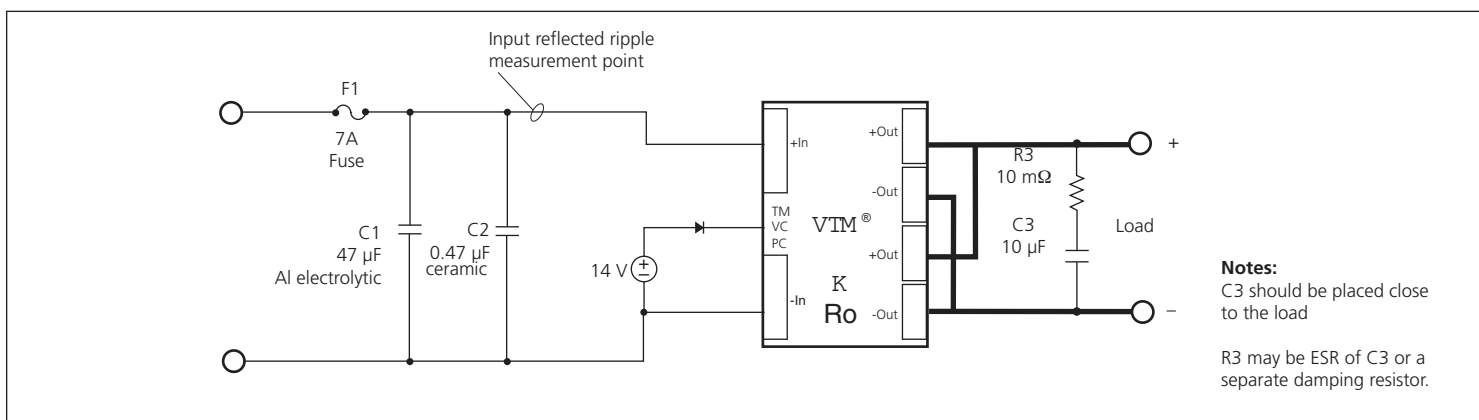 Input reflected ripple
measurement point
F1
7A
Fuse
C1
47 µF
Al electrolytic
C2
0.47 µF
ceramic
14 V
+
−
+In
TM
VC
PC
-In
VTM®
K
Ro
+Out
-Out
+Out
-Out
R3
10 mΩ
C3
10 µF
Load
+
−
Notes:
C3 should be placed close
to the load
R3 may be ESR of C3 or a
separate damping resistor.